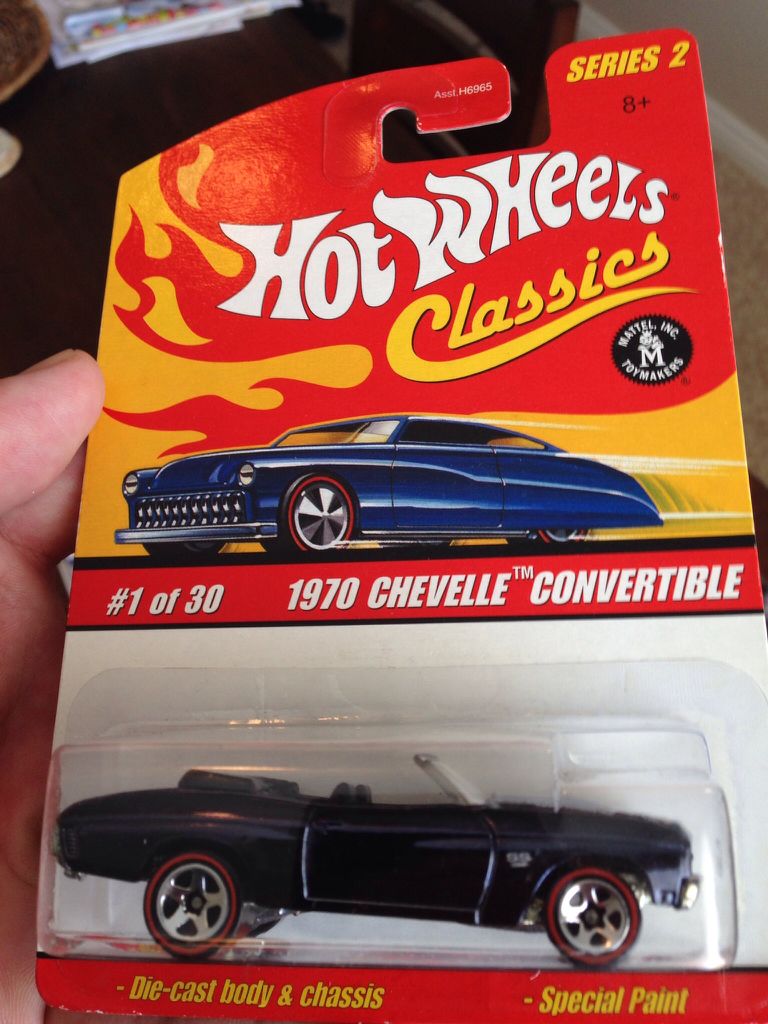 SERIES 2
Asst.H6965
8+
HOT WHEELS®
Classics
MATTEL, INC.
M
TOYMAKERS
®
#1 of 30 1970 CHEVELLE™ CONVERTIBLE
SS
- Die-cast body & chassis - Special Paint